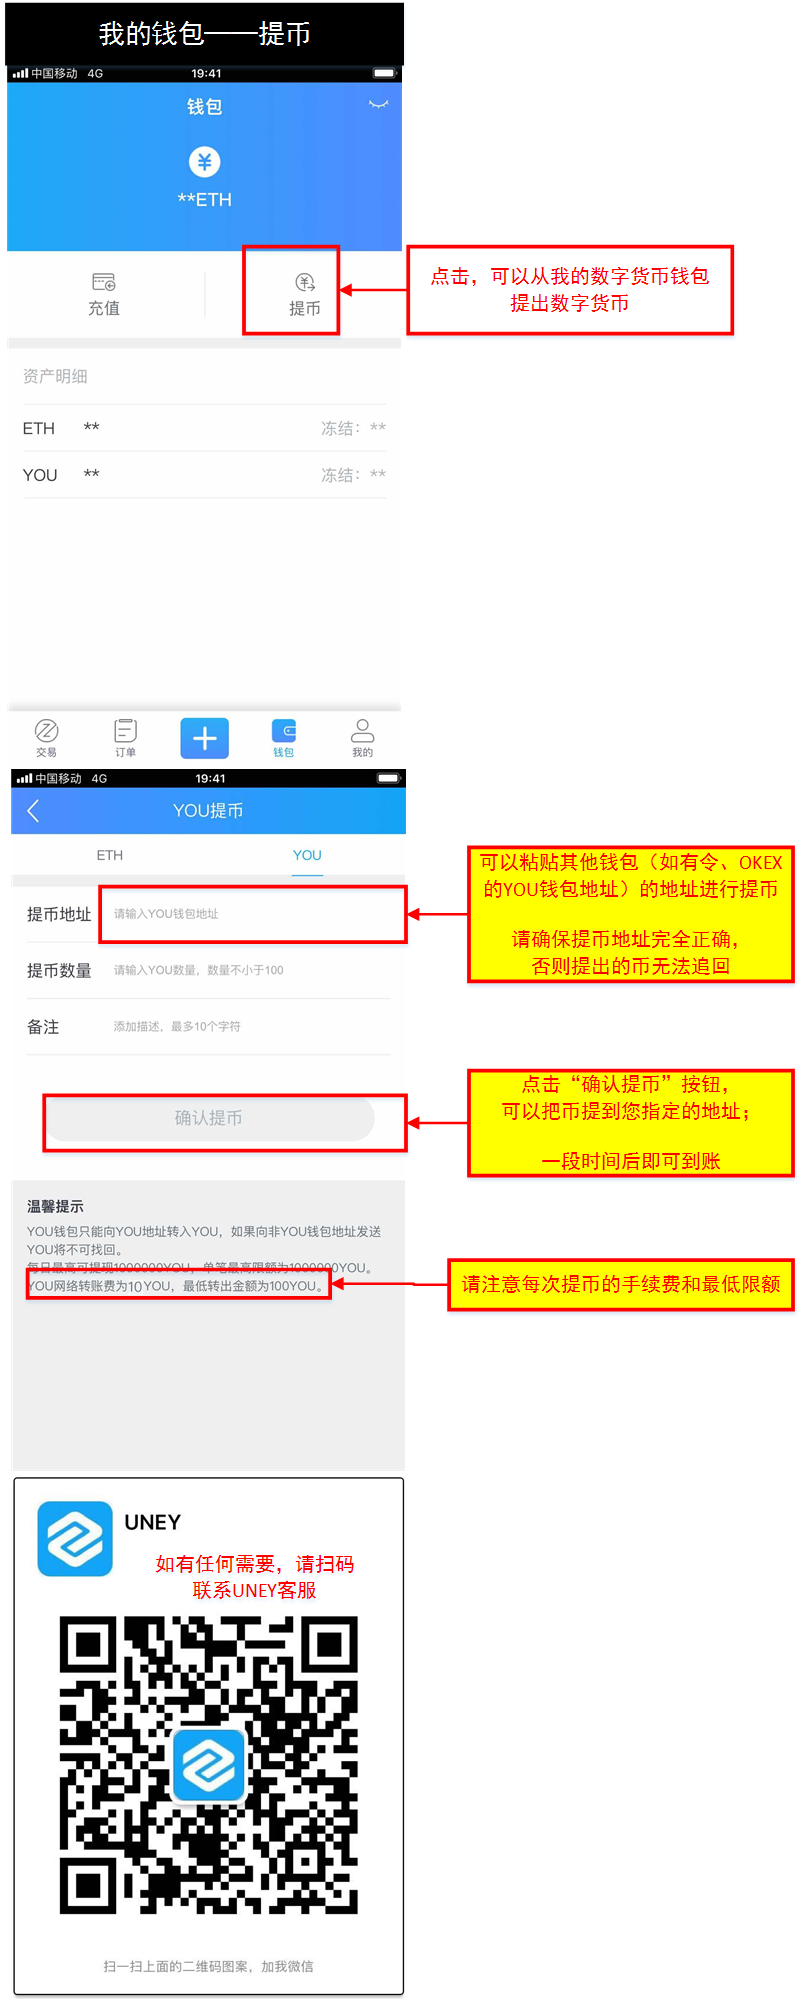 我的钱包——提币
中国移动 4G 19:41
钱包
**ETH
充值
提币
点击，可以从我的数字货币钱包
提出数字货币
资产明细
ETH ** 冻结：**
YOU ** 冻结：**
交易 订单 钱包 我的
中国移动 4G 19:41
YOU提币
ETH YOU
提币地址 请输入YOU钱包地址
可以粘贴其他钱包（如有令、OKEX
的YOU钱包地址）的地址进行提币
请确保提币地址完全正确，
否则提出的币无法追回
提币数量 请输入YOU数量，数量不小于100
备注 添加描述，最多10个字符
确认提币
点击“确认提币”按钮，
可以把币提到您指定的地址；
一段时间后即可到账
温馨提示
YOU钱包只能向YOU地址转入YOU，如果向非YOU钱包地址发送
YOU将不可找回。
每日最高可提现1000000YOU，单笔最高限额为1000000YOU。
YOU网络转账费为10YOU，最低转出金额为100YOU。
请注意每次提币的手续费和最低限额
UNEY
如有任何需要，请扫码
联系UNEY客服
扫一扫上面的二维码图案，加我微信